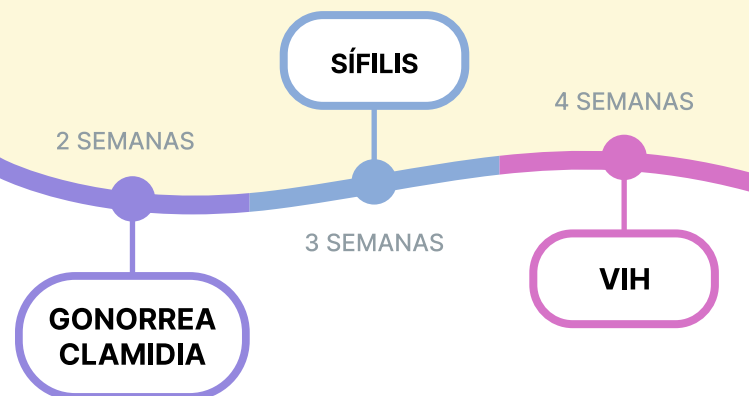 2 SEMANAS
GONORREA
CLAMIDIA
SÍFILIS
3 SEMANAS
4 SEMANAS
VIH